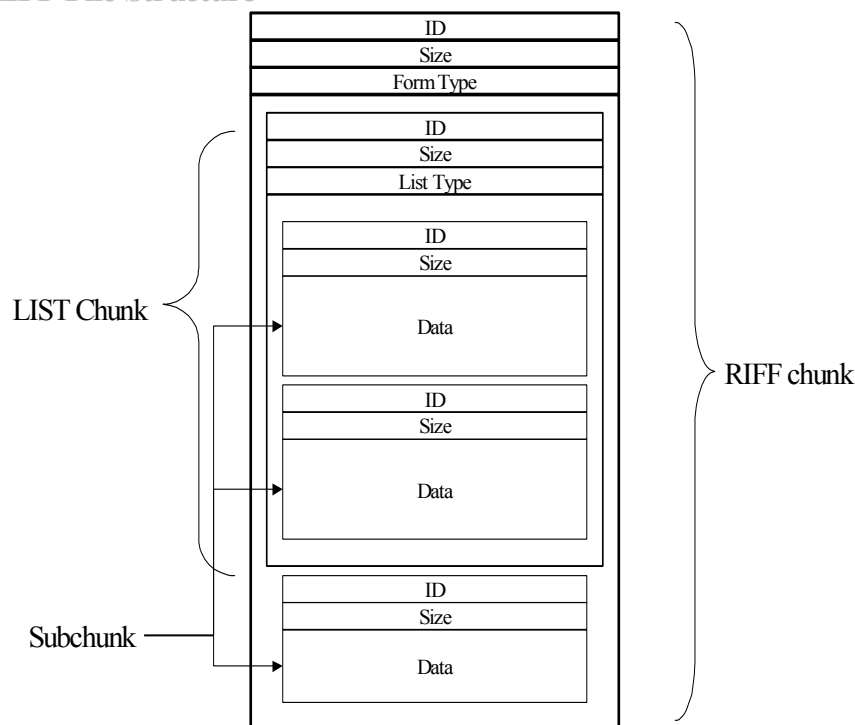 ID
Size
Form Type
ID
Size
List Type
ID
Size
LIST Chunk
Data
RIFF chunk
ID
Size
Data
ID
Size
Subchunk
Data